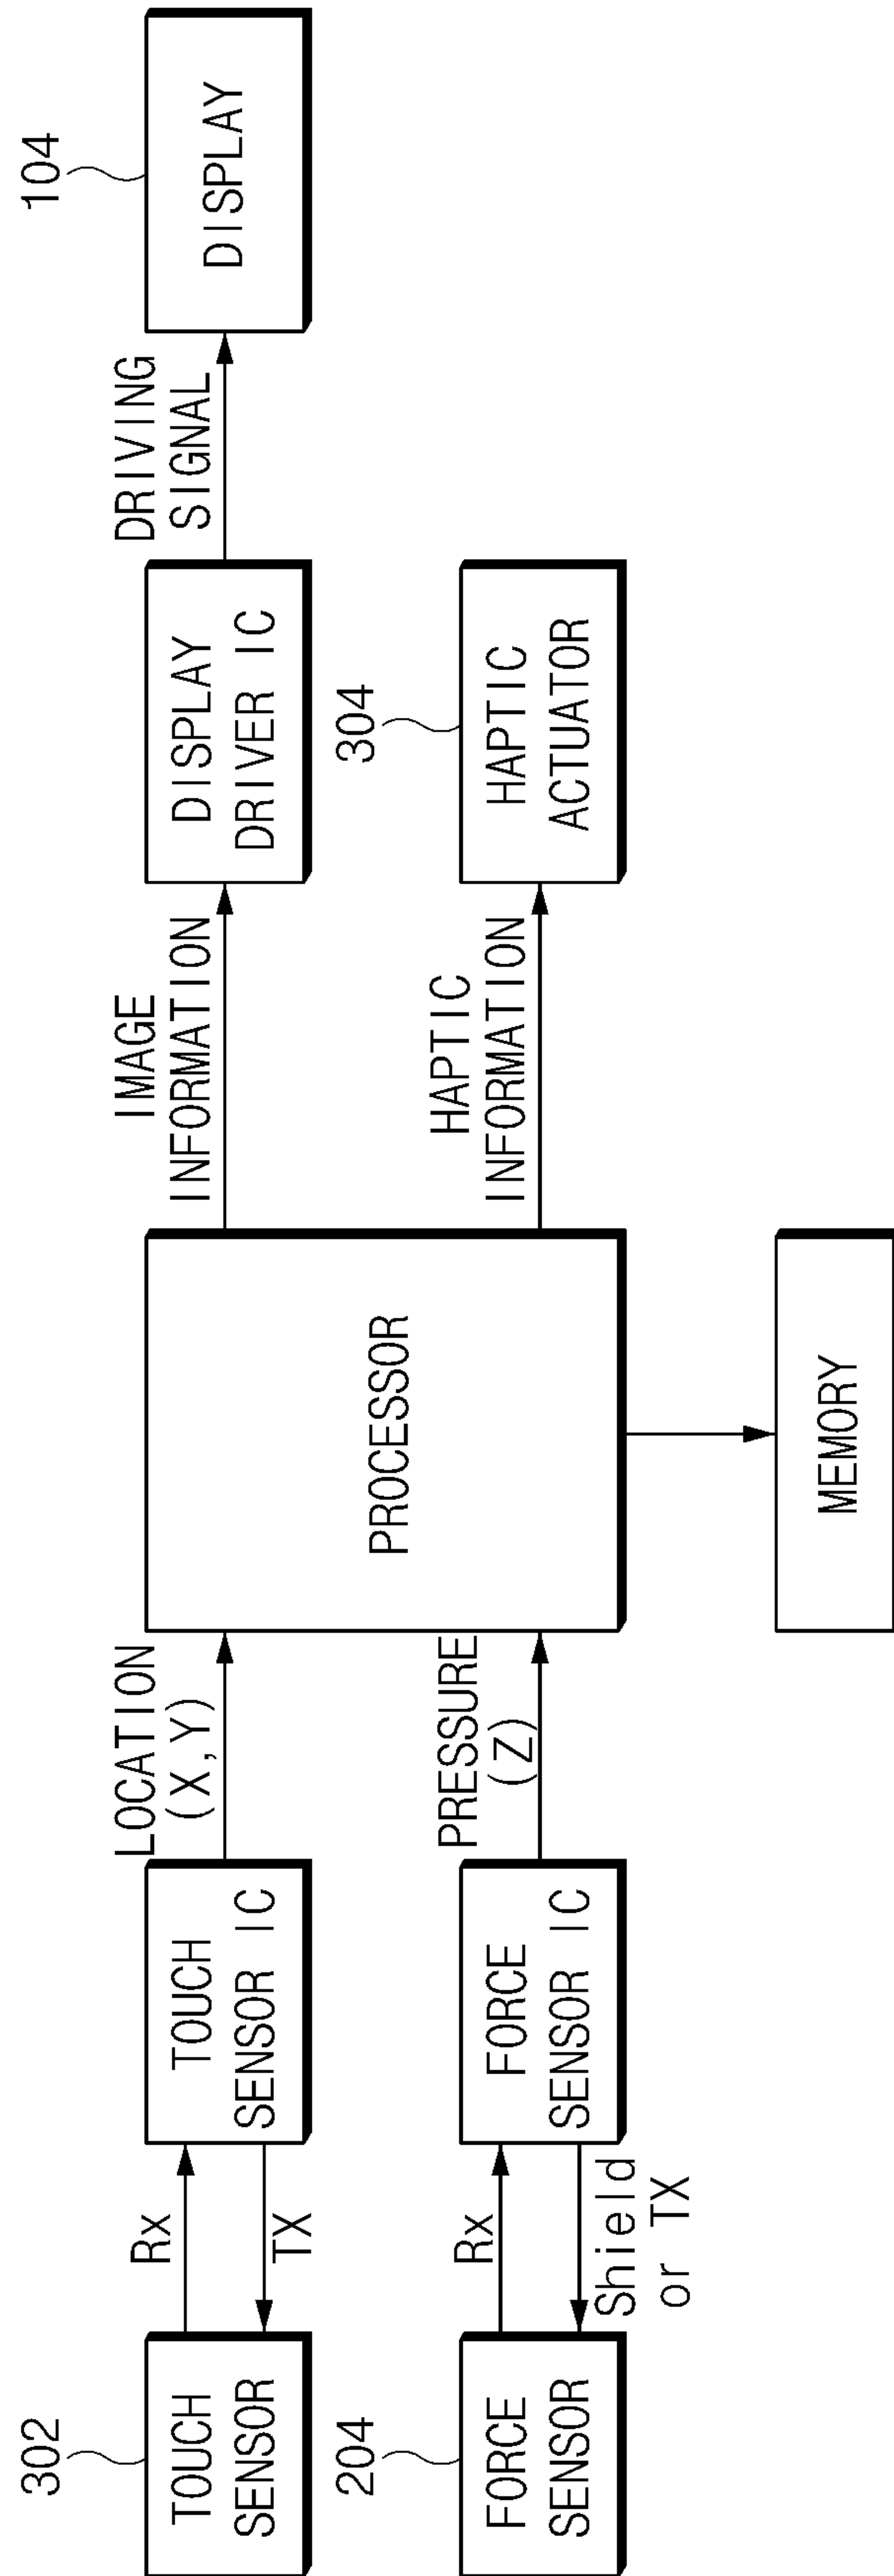 302
TOUCH
SENSOR
Rx
TX
TOUCH
SENSOR IC
LOCATION
(X,Y)
204
FORCE
SENSOR
Rx
Shield
or TX
FORCE
SENSOR IC
PRESSURE
(Z)
PROCESSOR
MEMORY
IMAGE
INFORMATION
DISPLAY
DRIVER IC
DRIVING
SIGNAL
104
DISPLAY
HAPTIC
INFORMATION
304
HAPTIC
ACTUATOR